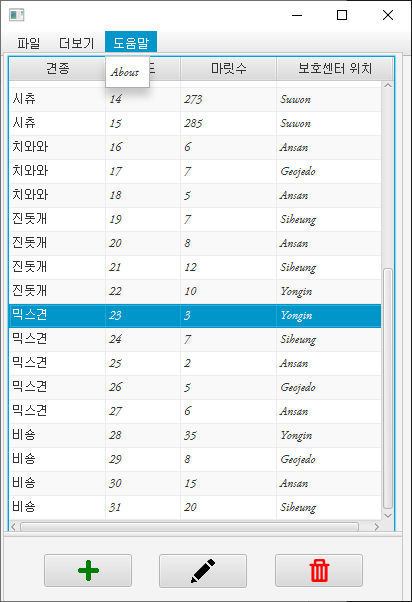 파일 더보기 도움말
견종 드 마릿수 보호센터 위치
About
시츄 14 273 Suwon
시츄 15 285 Suwon
치와와 16 6 Ansan
치와와 17 7 Geojedo
치와와 18 5 Ansan
진돗개 19 7 Siheung
진돗개 20 8 Ansan
진돗개 21 12 Siheung
진돗개 22 10 Yongin
믹스견 23 3 Yongin
믹스견 24 7 Siheung
믹스견 25 2 Ansan
믹스견 26 5 Geojedo
믹스견 27 6 Ansan
비숑 28 35 Yongin
비숑 29 8 Geojedo
비숑 30 15 Ansan
비숑 31 20 Siheung